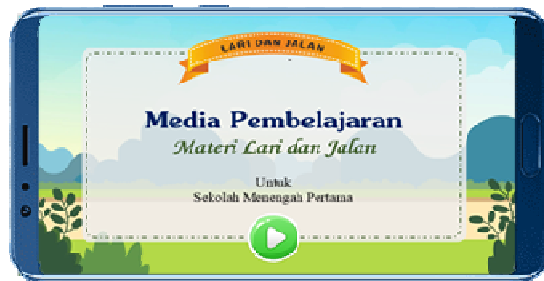 LARI DAN JALAN
Media Pembelajaran
Materi Lari dan Jalan
Untuk
Sekolah Menengah Pertama